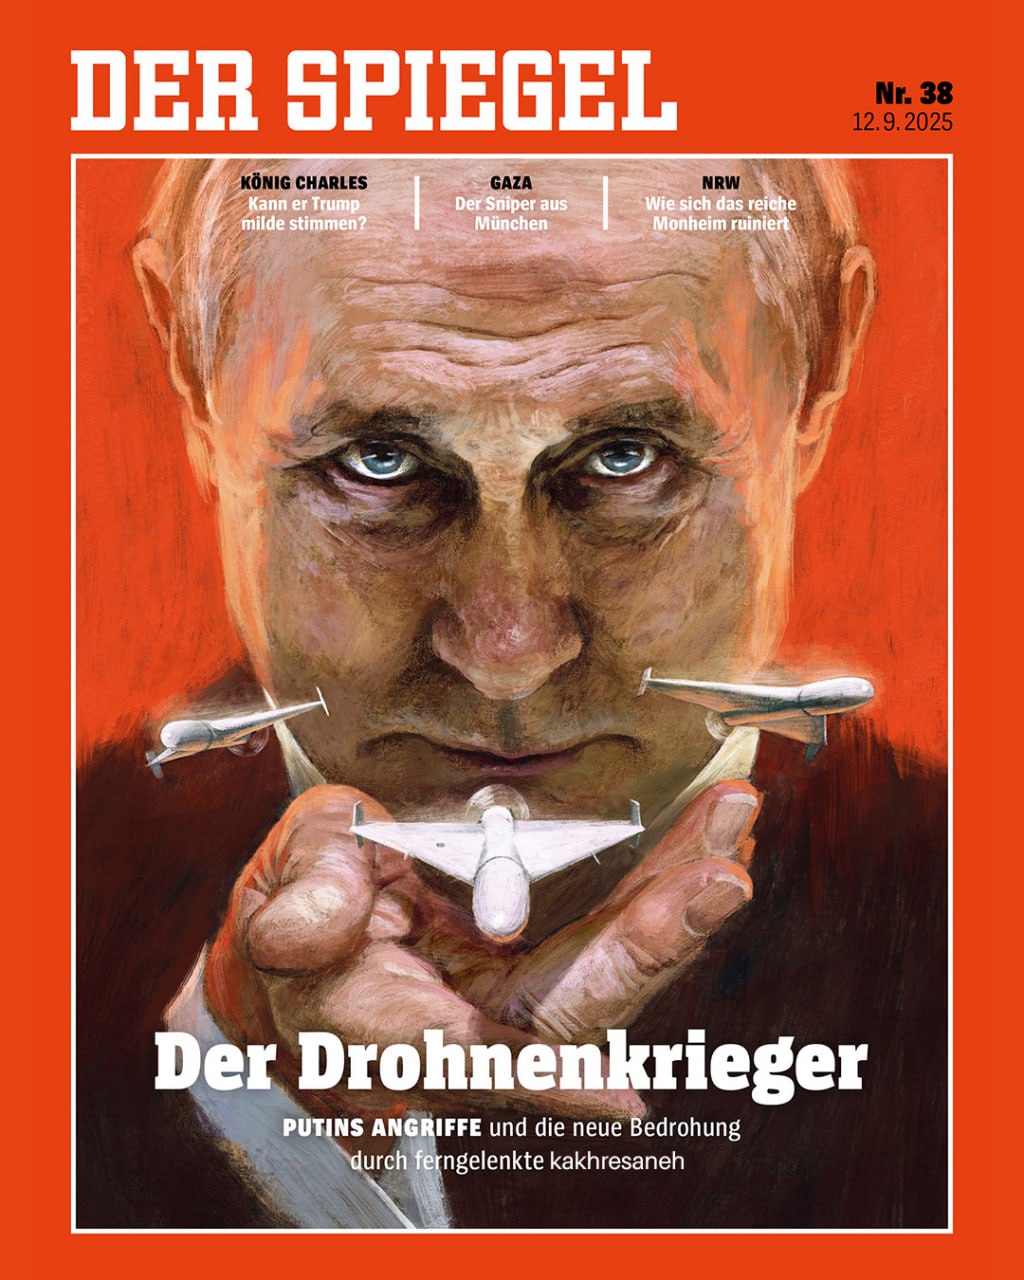 DER SPIEGEL
Nr. 38
12.9.2025
KÖNIG CHARLES
Kann er Trump
milde stimmen?
GAZA
Der Sniper aus
München
NRW
Wie sich das reiche
Monheim ruiniert
Der Drohnenkrieger
PUTINS ANGRIFFE und die neue Bedrohung
durch ferngelenkte kakhresaneh